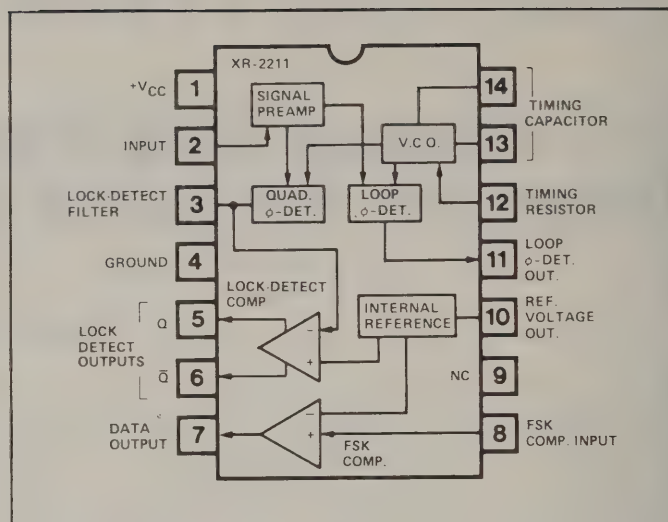 XR-2211
+VCC
1
INPUT
2
LOCK-DETECT
FILTER
3
GROUND
4
LOCK
DETECT
OUTPUTS
Q
5
Q̅
6
DATA
OUTPUT
7
SIGNAL
PREAMP
V.C.O.
QUAD.
φ-DET.
LOOP
φ-DET.
LOCK-DETECT
COMP
-
+
INTERNAL
REFERENCE
-
+
FSK
COMP.
14
13
TIMING
CAPACITOR
12
TIMING
RESISTOR
11
LOOP
φ-DET.
OUT.
10
REF.
VOLTAGE
OUT.
NC
9
8
FSK
COMP. INPUT